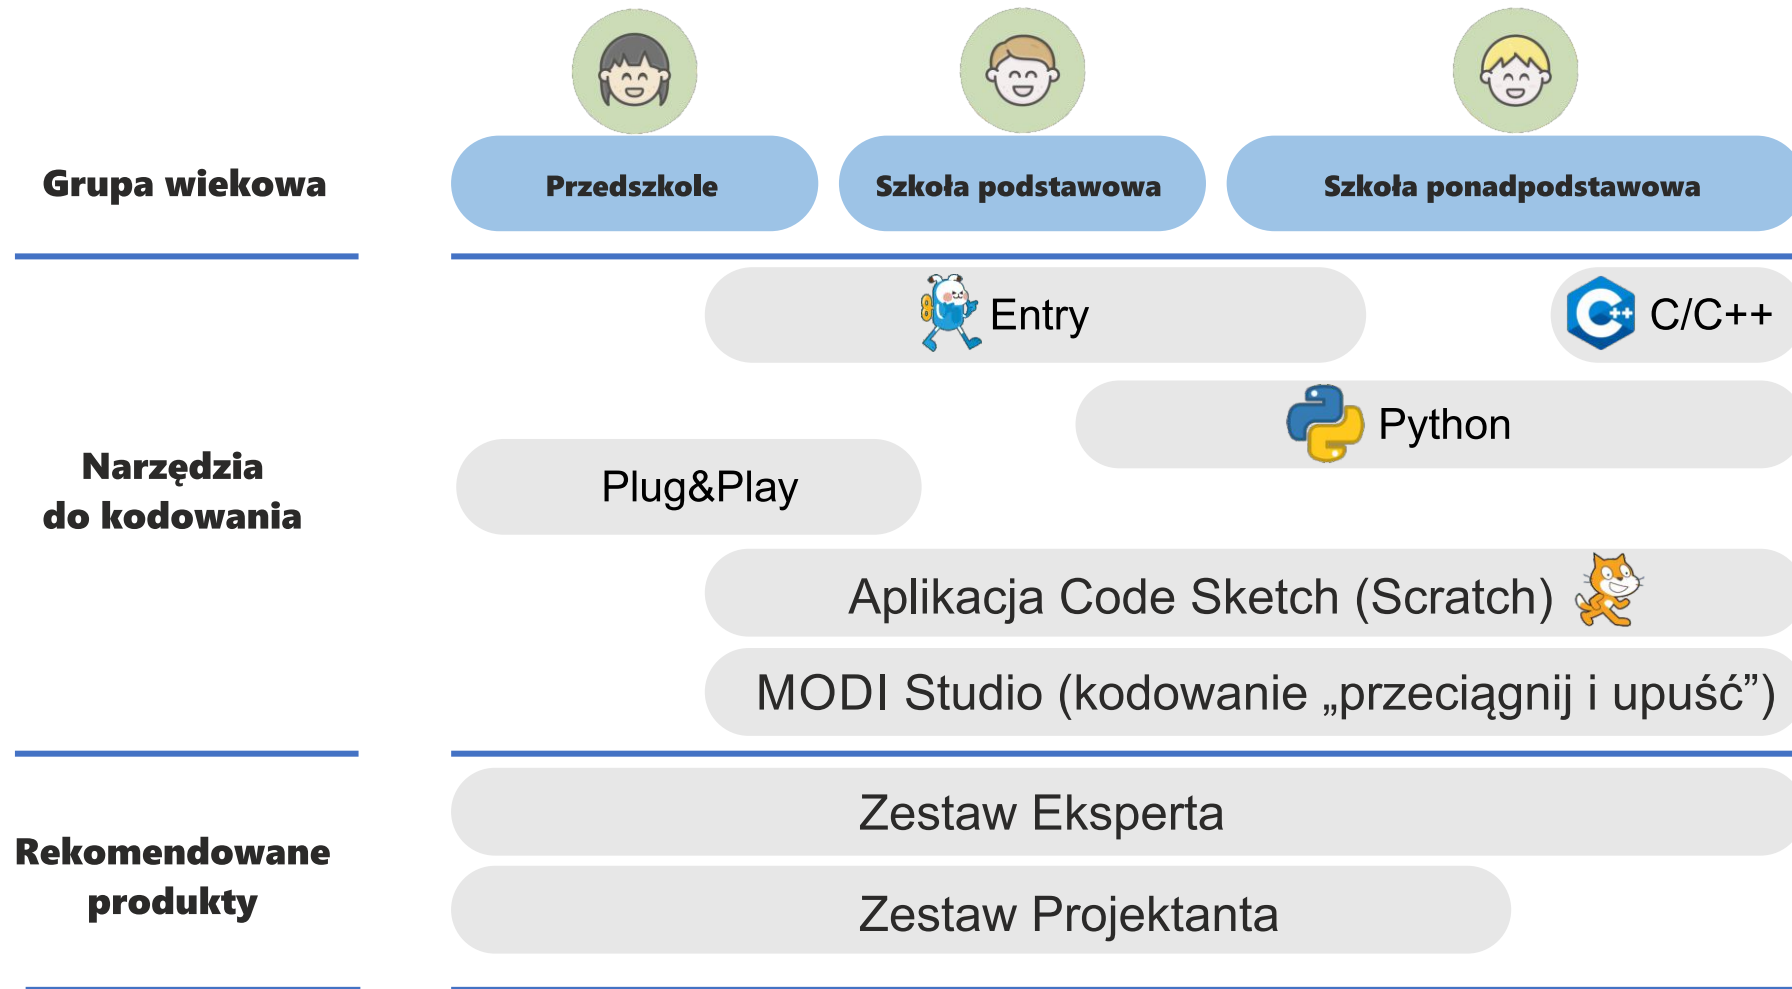 Grupa wiekowa
Przedszkole
Szkoła podstawowa
Szkoła ponadpodstawowa
Narzędzia
do kodowania
Entry
C++
C/C++
Python
Plug&Play
Aplikacja Code Sketch (Scratch)
MODI Studio (kodowanie „przeciągnij i upuść”)
Rekomendowane
produkty
Zestaw Eksperta
Zestaw Projektanta